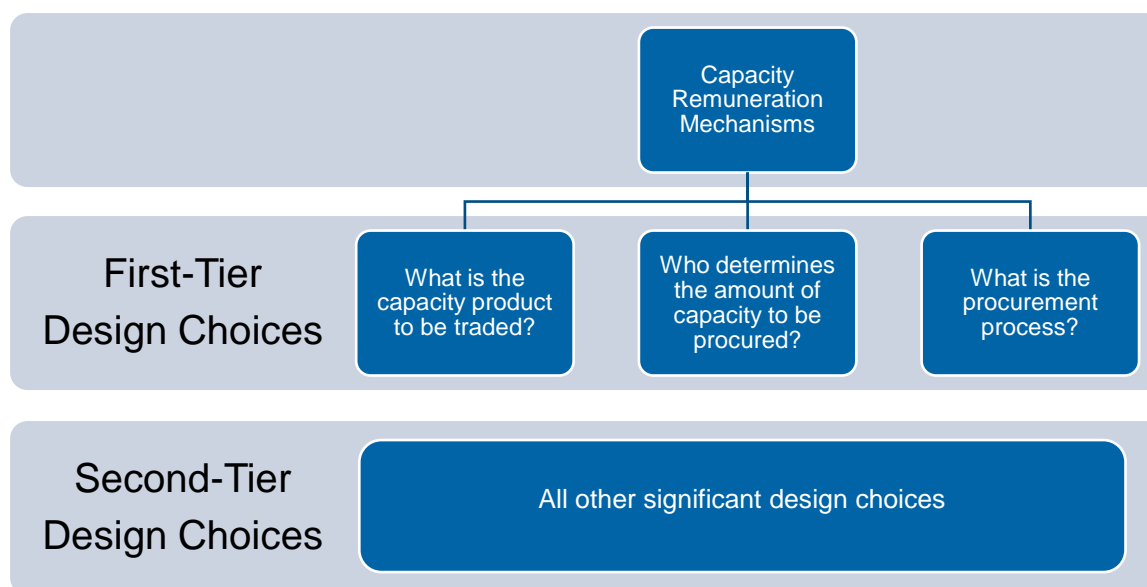 Capacity
Remuneration
Mechanisms
First-Tier
Design Choices
What is the
capacity product
to be traded?
Who determines
the amount of
capacity to be
procured?
What is the
procurement
process?
Second-Tier
Design Choices
All other significant design choices